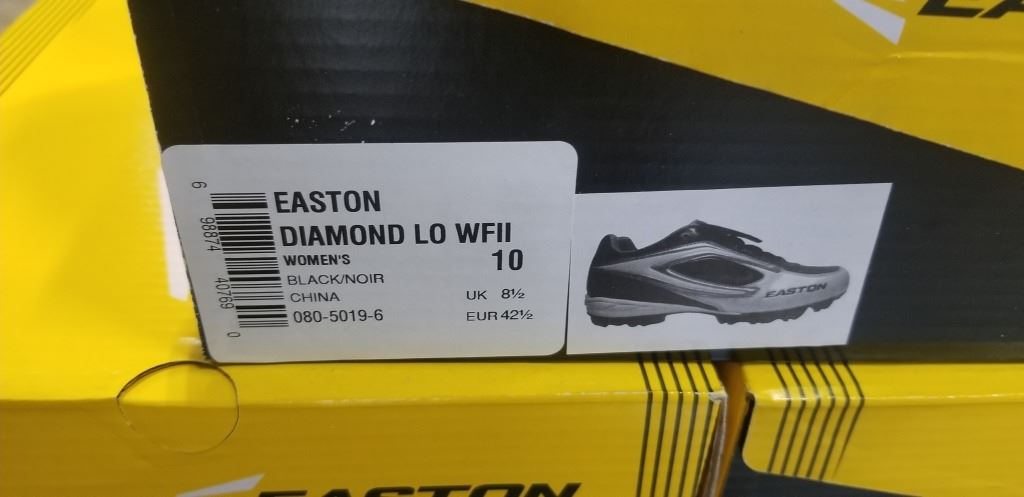 EASTON
DIAMOND LO WFII
WOMEN'S 10
BLACK/NOIR
CHINA UK 8½
080-5019-6 EUR 42½
6 98874 40769 0
EASTON
EASTON